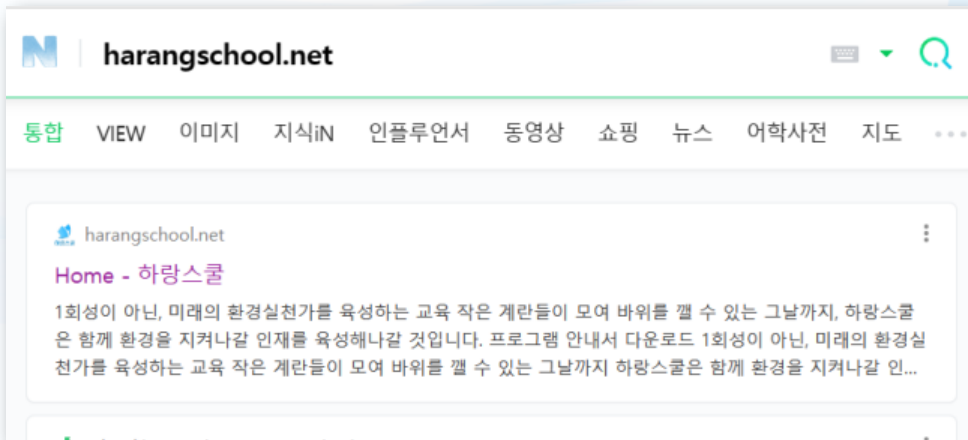 N harangschool.net
통합 VIEW 이미지 지식iN 인플루언서 동영상 쇼핑 뉴스 어학사전 지도
harangschool.net
Home - 하랑스쿨
1회성이 아닌, 미래의 환경실천가를 육성하는 교육 작은 계란들이 모여 바위를 깰 수 있는 그날까지, 하랑스쿨
은 함께 환경을 지켜나갈 인재를 육성해나갈 것입니다. 프로그램 안내서 다운로드 1회성이 아닌, 미래의 환경실
천가를 육성하는 교육 작은 계란들이 모여 바위를 깰 수 있는 그날까지 하랑스쿨은 함께 환경을 지켜나갈 인...